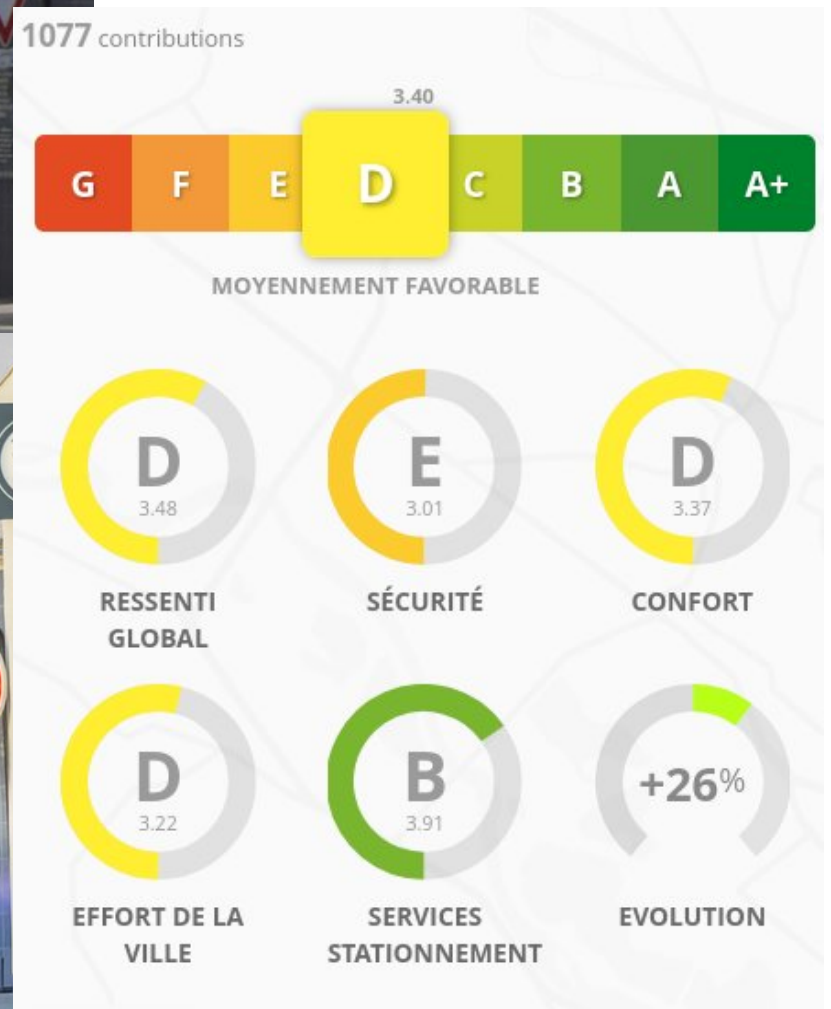 1077 contributions
3.40
G F E D C B A A+
MOYENNEMENT FAVORABLE
D
3.48
RESSENTI
GLOBAL
E
3.01
SÉCURITÉ
D
3.37
CONFORT
D
3.22
EFFORT DE LA
VILLE
B
3.91
SERVICES
STATIONNEMENT
+26%
EVOLUTION